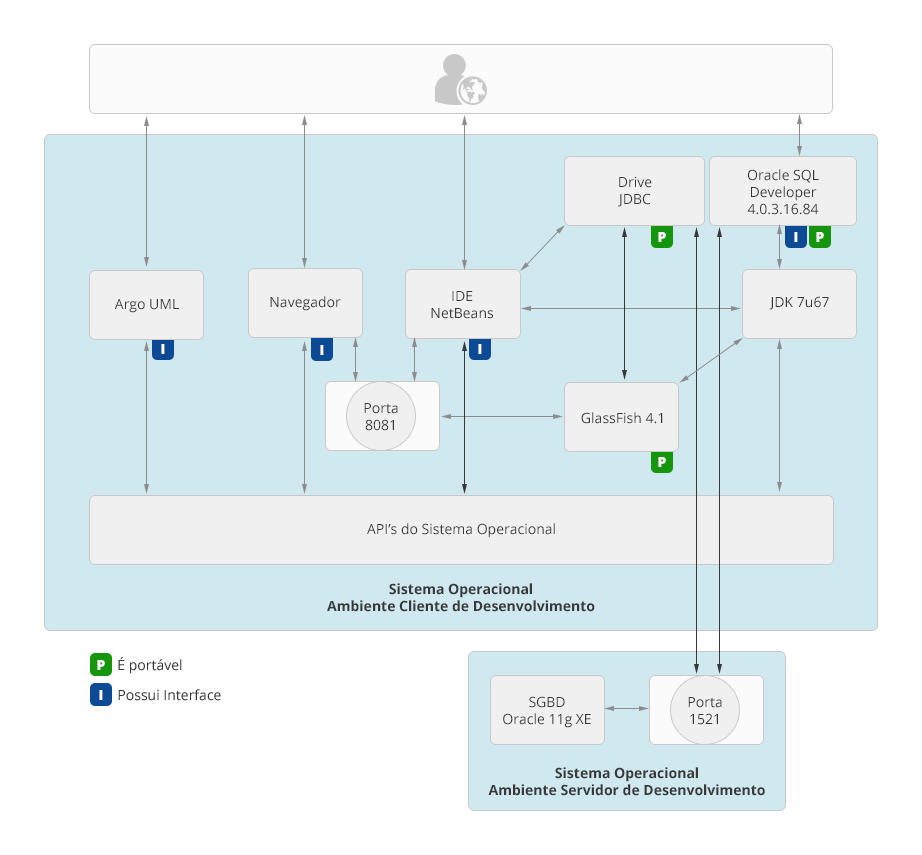 Drive
JDBC
Oracle SQL
Developer
4.0.3.16.84
P
I
P
Argo UML
Navegador
IDE
NetBeans
JDK 7u67
I
I
I
Porta
8081
GlassFish 4.1
P
API's do Sistema Operacional
Sistema Operacional
Ambiente Cliente de Desenvolvimento
P É portável
I Possui Interface
SGBD
Oracle 11g XE
Porta
1521
Sistema Operacional
Ambiente Servidor de Desenvolvimento